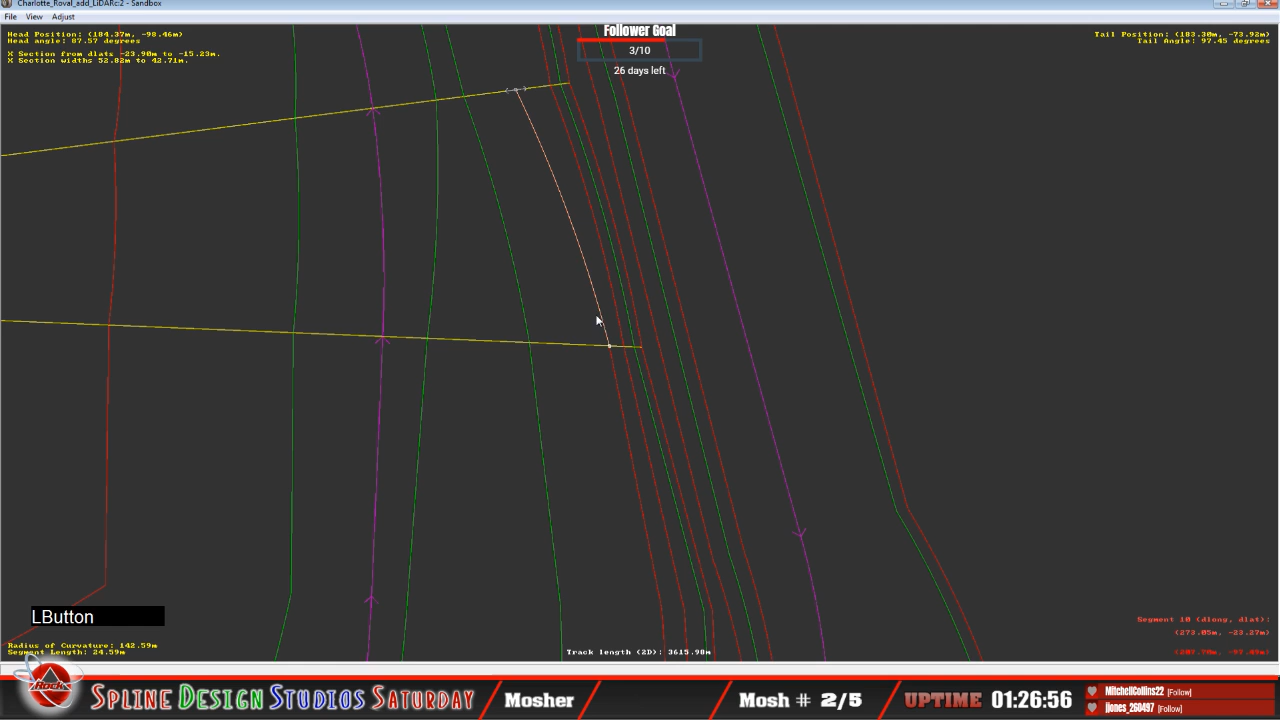 Charlotte_Roval_add_LiDARc:2 - Sandbox
File View Adjust
Head Position: (184.37m, -98.46m)
Head angle: 87.57 degrees
X Section from dlats -23.90m to -15.23m.
X Section widths 52.82m to 42.71m.
Follower Goal
3/10
26 days left
Tail Position: (183.30m, -73.92m)
Tail Angle: 97.45 degrees
LButton
Radius of Curvature: 142.59m
Segment Length: 24.59m
Track length (2D): 3615.98m
Segment 10 (dlong, dlat):
(273.05m, -23.27m)
SPLINE DESIGN STUDIOS SATURDAY
Mosher
Mosh # 2/5
UPTIME 01:26:56
MitchellCollins22 [Follow]
ljones_260497 [Follow]